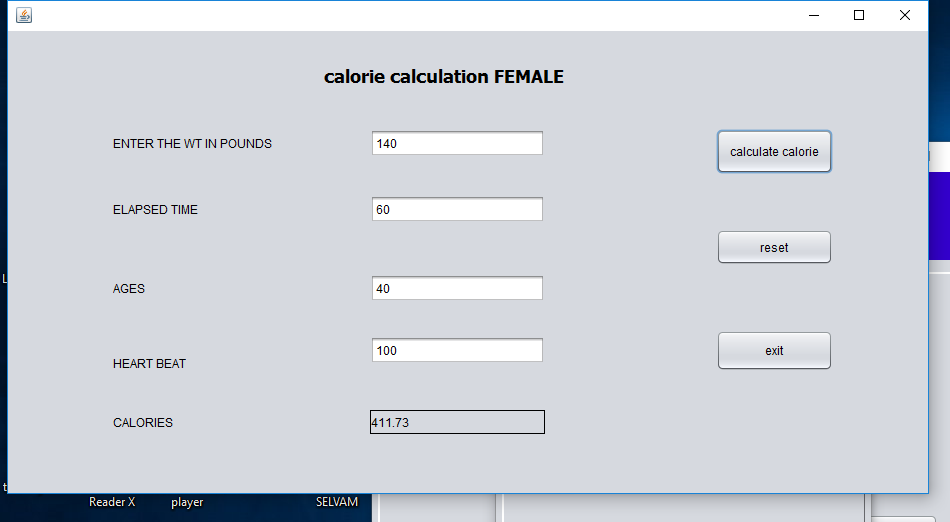 calorie calculation FEMALE
ENTER THE WT IN POUNDS
140
calculate calorie
ELAPSED TIME
60
reset
AGES
40
HEART BEAT
100
exit
CALORIES
411.73
Reader X
player
SELVAM